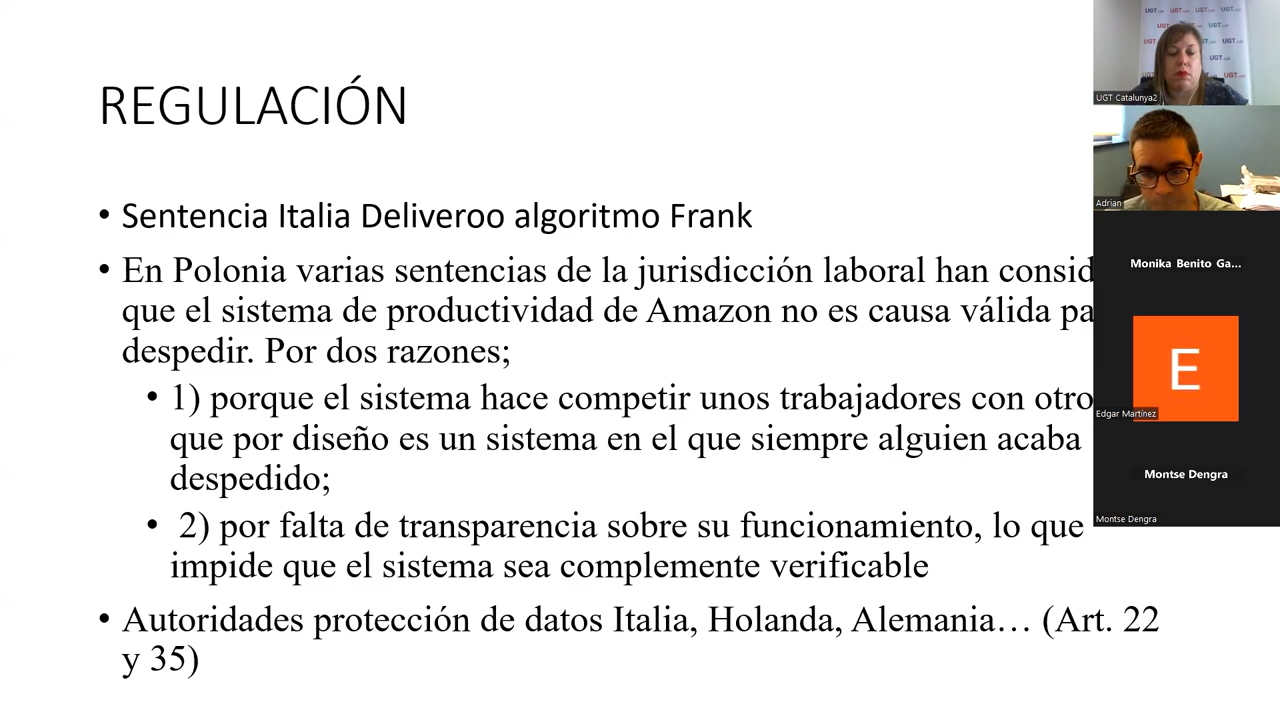 REGULACIÓN
• Sentencia Italia Deliveroo algoritmo Frank
• En Polonia varias sentencias de la jurisdicción laboral han consid
que el sistema de productividad de Amazon no es causa válida pa
despedir. Por dos razones;
• 1) porque el sistema hace competir unos trabajadores con otro
que por diseño es un sistema en el que siempre alguien acaba
despedido;
• 2) por falta de transparencia sobre su funcionamiento, lo que
impide que el sistema sea complemente verificable
• Autoridades protección de datos Italia, Holanda, Alemania… (Art. 22
y 35)
UGT.cat
UGT Catalunya2
Adrian
Monika Benito Ga...
E
Edgar Martínez
Montse Dengra
Montse Dengra